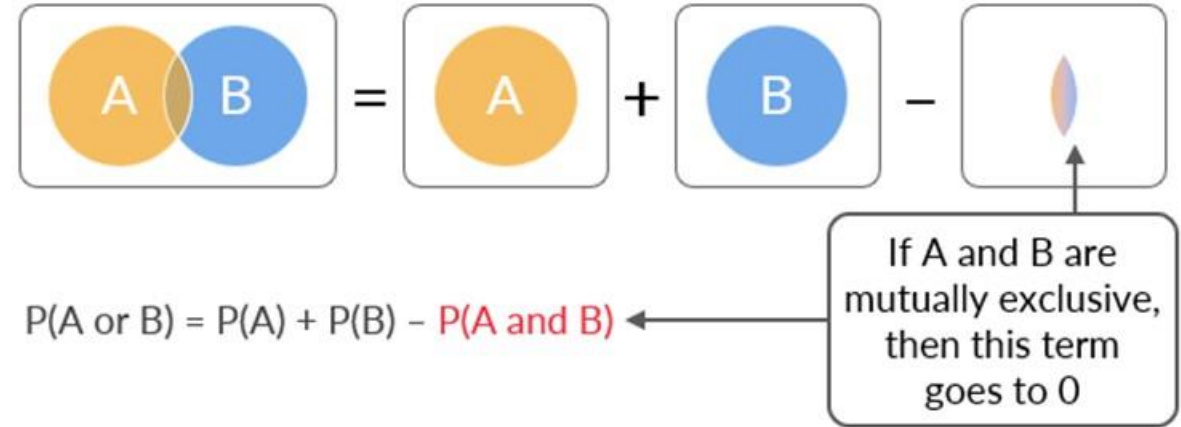 A B = A + B –
If A and B are
mutually exclusive,
then this term
goes to 0
P(A or B) = P(A) + P(B) – P(A and B)